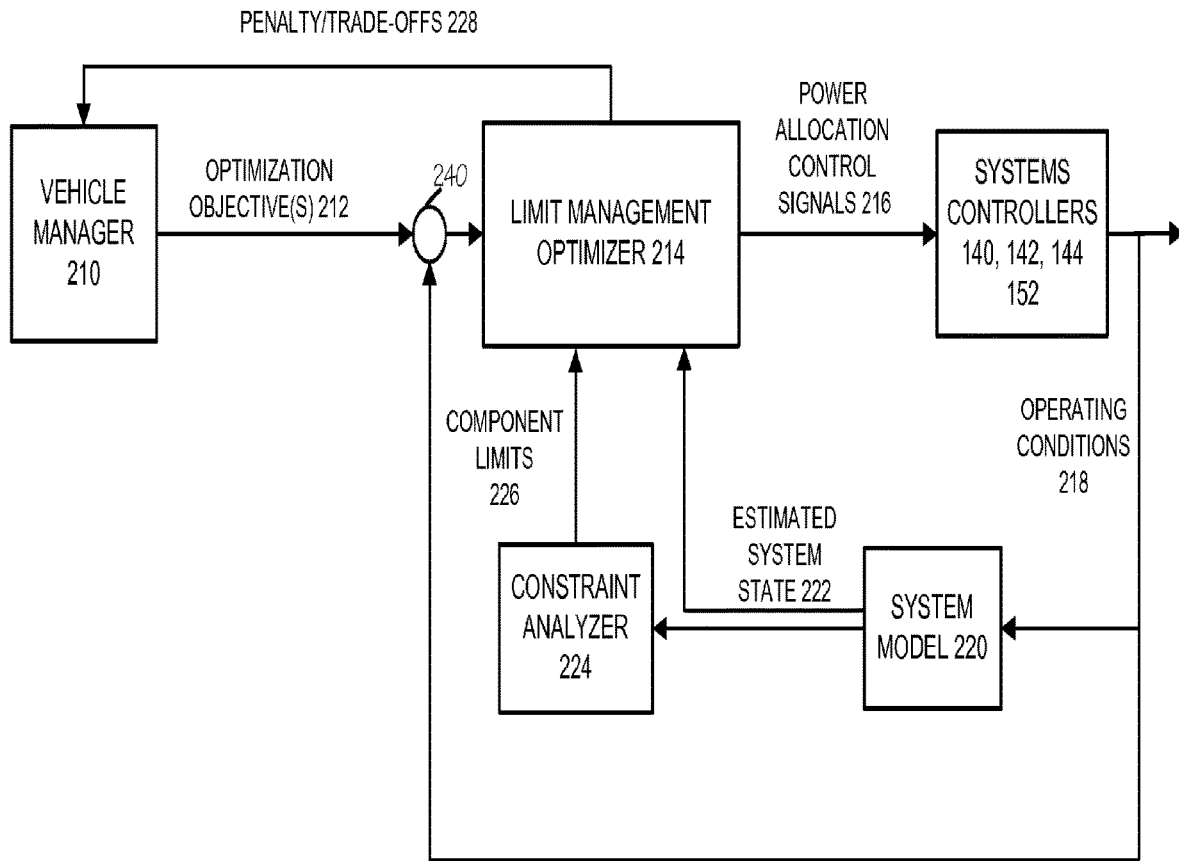 PENALTY/TRADE-OFFS 228
VEHICLE
MANAGER
210
OPTIMIZATION
OBJECTIVE(S) 212
240
LIMIT MANAGEMENT
OPTIMIZER 214
POWER
ALLOCATION
CONTROL
SIGNALS 216
SYSTEMS
CONTROLLERS
140, 142, 144
152
COMPONENT
LIMITS
226
OPERATING
CONDITIONS
218
ESTIMATED
SYSTEM
STATE 222
CONSTRAINT
ANALYZER
224
SYSTEM
MODEL 220